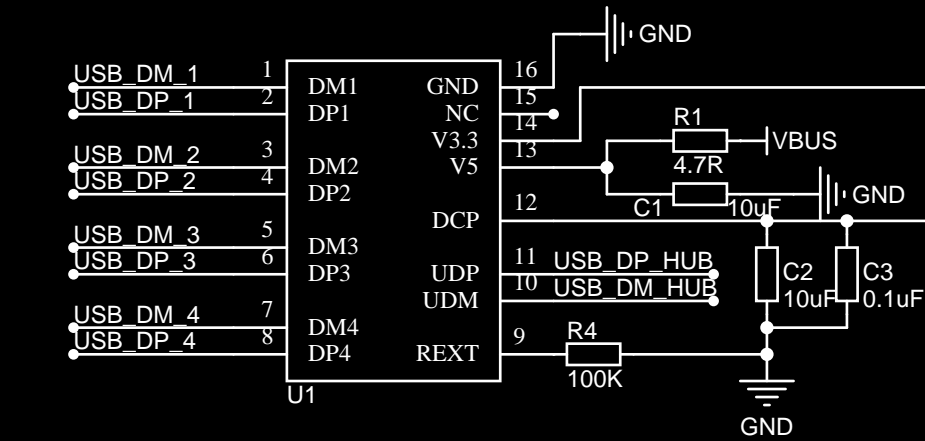 GND
USB_DM_1 1 DM1 GND 16
USB_DP_1 2 DP1 NC 15
V3.3 14
R1
VBUS
4.7R
USB_DM_2 3 DM2 V5 13
USB_DP_2 4 DP2
GND
C1 10uF
DCP 12
USB_DM_3 5 DM3
USB_DP_3 6 DP3 UDP 11 USB_DP_HUB
UDM 10 USB_DM_HUB
C2 C3
10uF 0.1uF
USB_DM_4 7 DM4
USB_DP_4 8 DP4 REXT 9
R4
100K
U1
GND